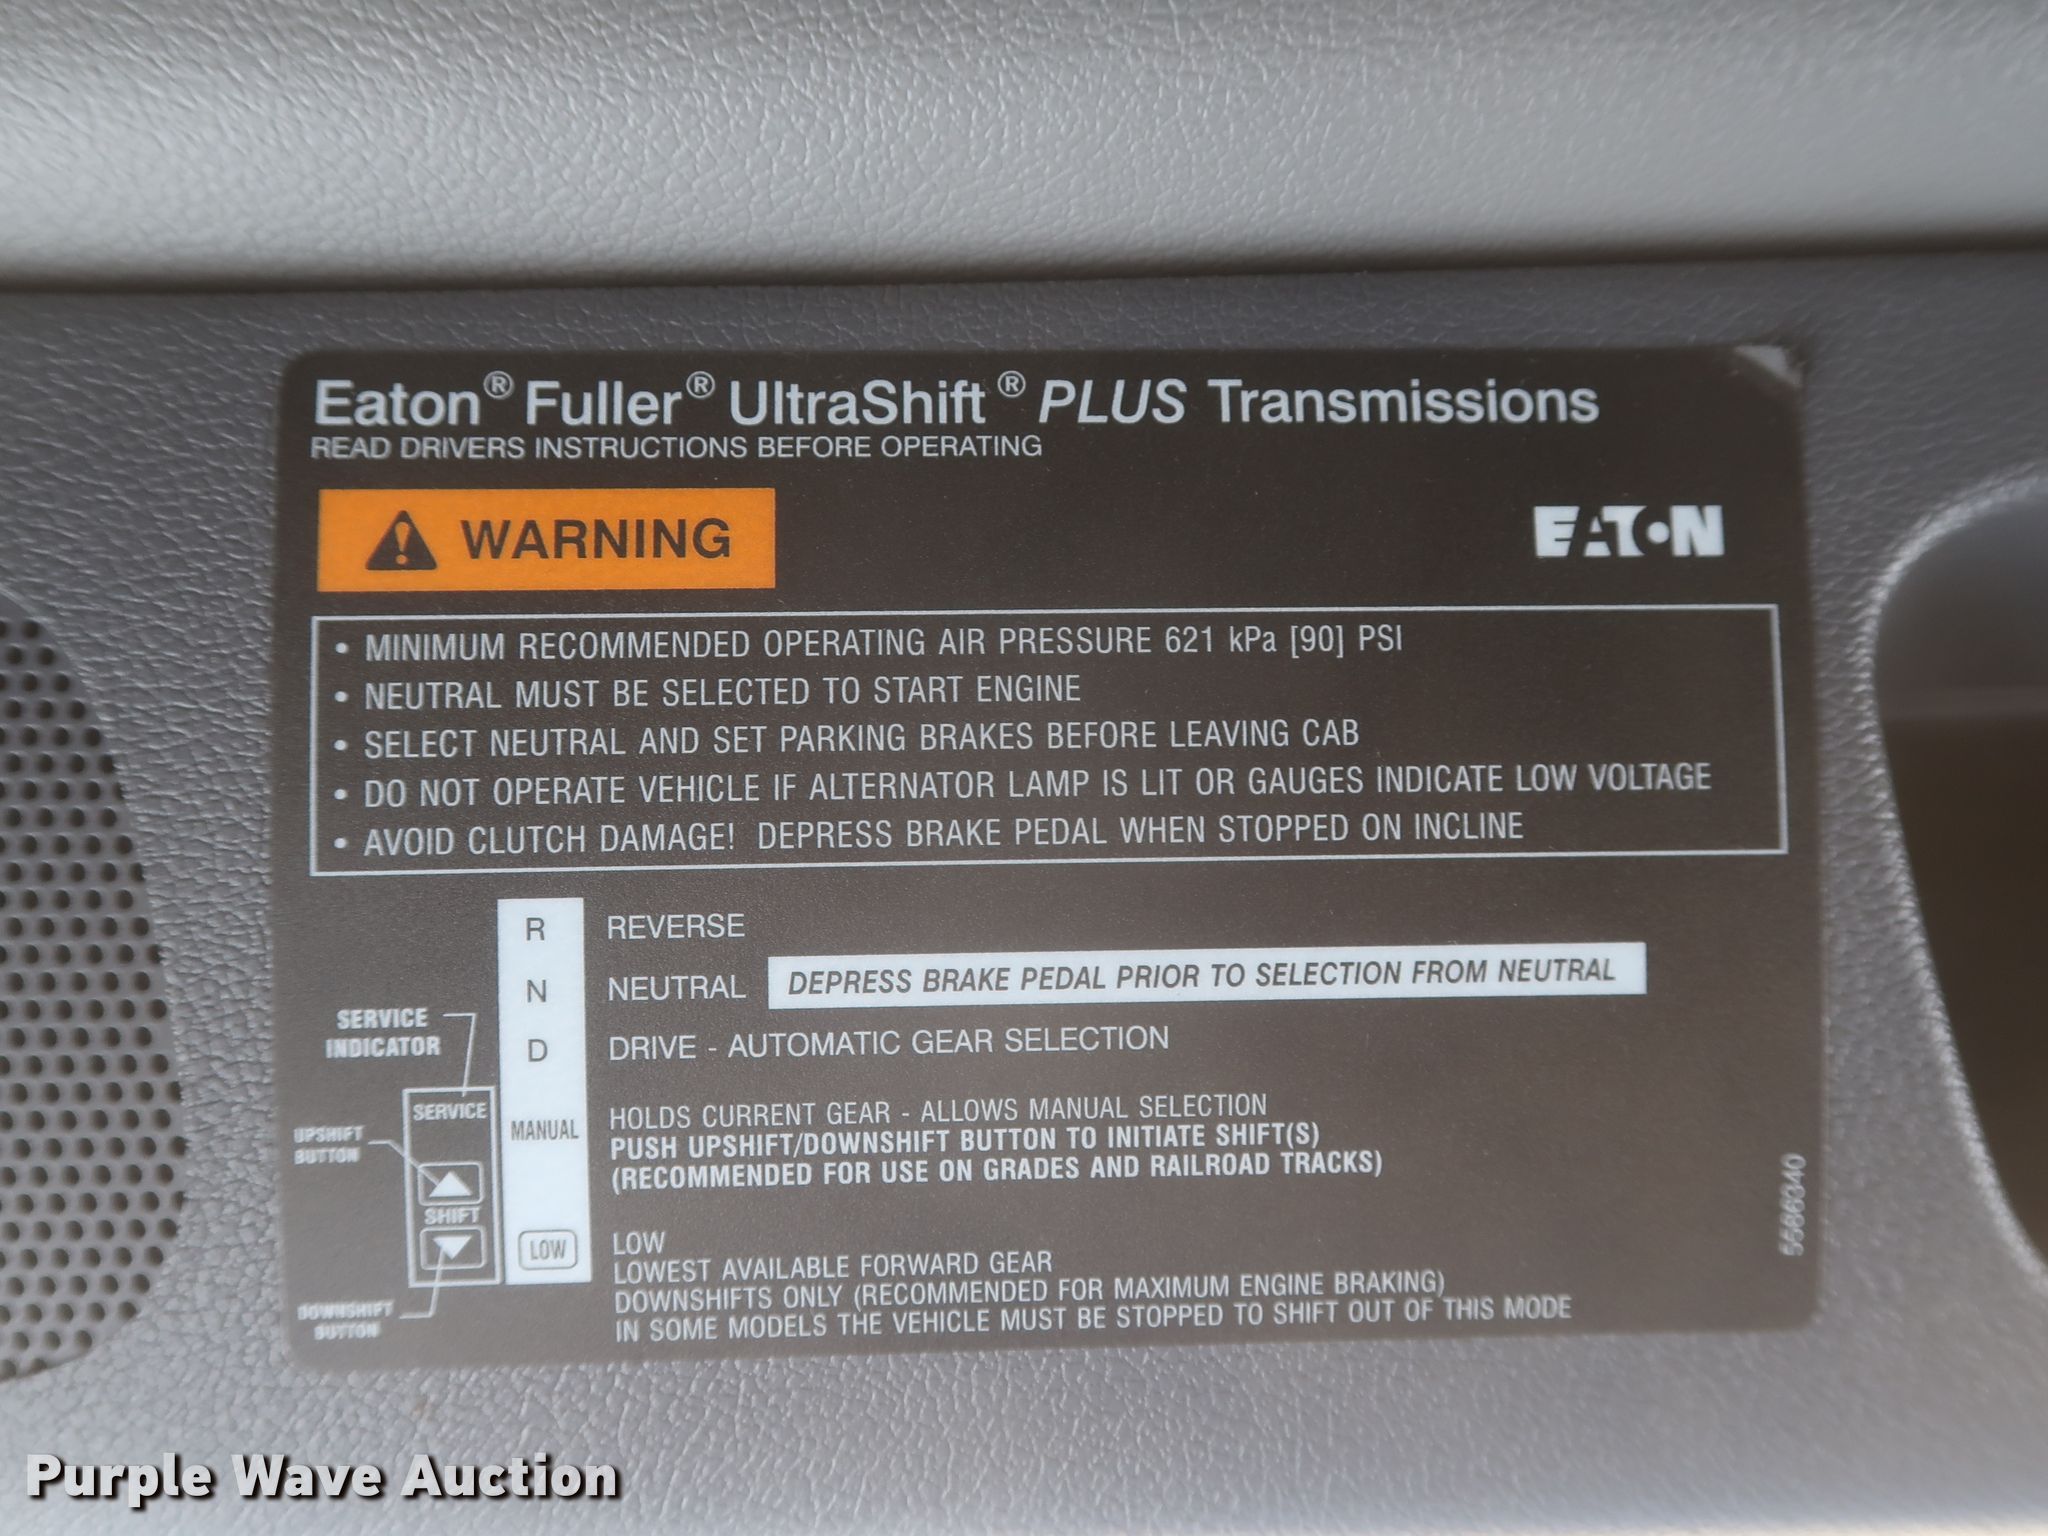 Eaton® Fuller® UltraShift® PLUS Transmissions
READ DRIVERS INSTRUCTIONS BEFORE OPERATING
WARNING
EATON
• MINIMUM RECOMMENDED OPERATING AIR PRESSURE 621 kPa [90] PSI
• NEUTRAL MUST BE SELECTED TO START ENGINE
• SELECT NEUTRAL AND SET PARKING BRAKES BEFORE LEAVING CAB
• DO NOT OPERATE VEHICLE IF ALTERNATOR LAMP IS LIT OR GAUGES INDICATE LOW VOLTAGE
• AVOID CLUTCH DAMAGE! DEPRESS BRAKE PEDAL WHEN STOPPED ON INCLINE
R REVERSE
N NEUTRAL DEPRESS BRAKE PEDAL PRIOR TO SELECTION FROM NEUTRAL
D DRIVE - AUTOMATIC GEAR SELECTION
SERVICE
INDICATOR
SERVICE
UPSHIFT
BUTTON
SHIFT
DOWNSHIFT
BUTTON
MANUAL
HOLDS CURRENT GEAR - ALLOWS MANUAL SELECTION
PUSH UPSHIFT/DOWNSHIFT BUTTON TO INITIATE SHIFT(S)
(RECOMMENDED FOR USE ON GRADES AND RAILROAD TRACKS)
LOW
LOW
LOWEST AVAILABLE FORWARD GEAR
DOWNSHIFTS ONLY (RECOMMENDED FOR MAXIMUM ENGINE BRAKING)
IN SOME MODELS THE VEHICLE MUST BE STOPPED TO SHIFT OUT OF THIS MODE
5586340
Purple Wave Auction